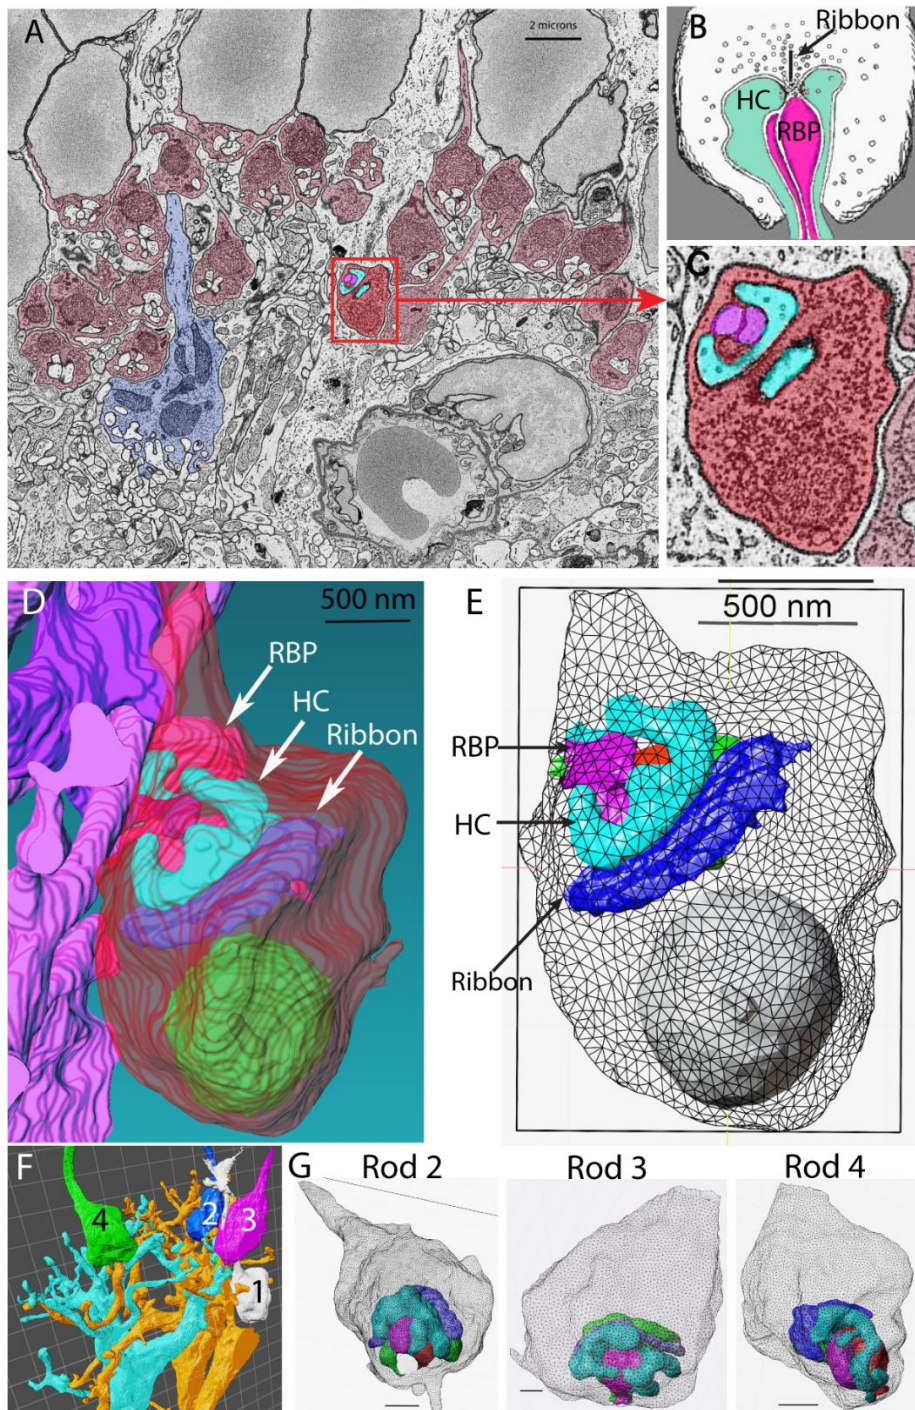 A
2 microns
B
Ribbon
HC
RBP
C
D
500 nm
RBP
HC
Ribbon
E
500 nm
RBP
HC
Ribbon
F
4
2
3
1
G
Rod 2
Rod 3
Rod 4